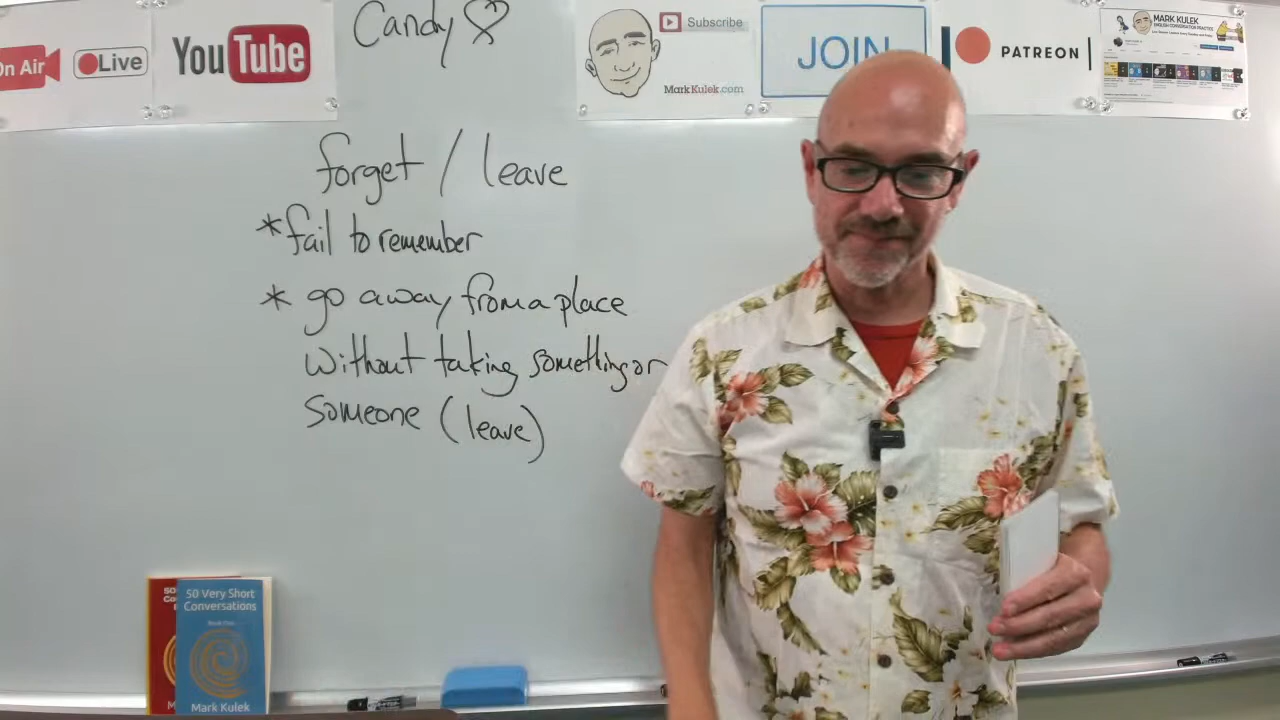 On Air
Live
YouTube
Candy
Subscribe
MarkKulek.com
JOIN
PATREON
MARK KULEK
forget / leave
*fail to remember
* go away from a place
without taking something or
someone (leave)
50 Very Short
Conversations
Mark Kulek